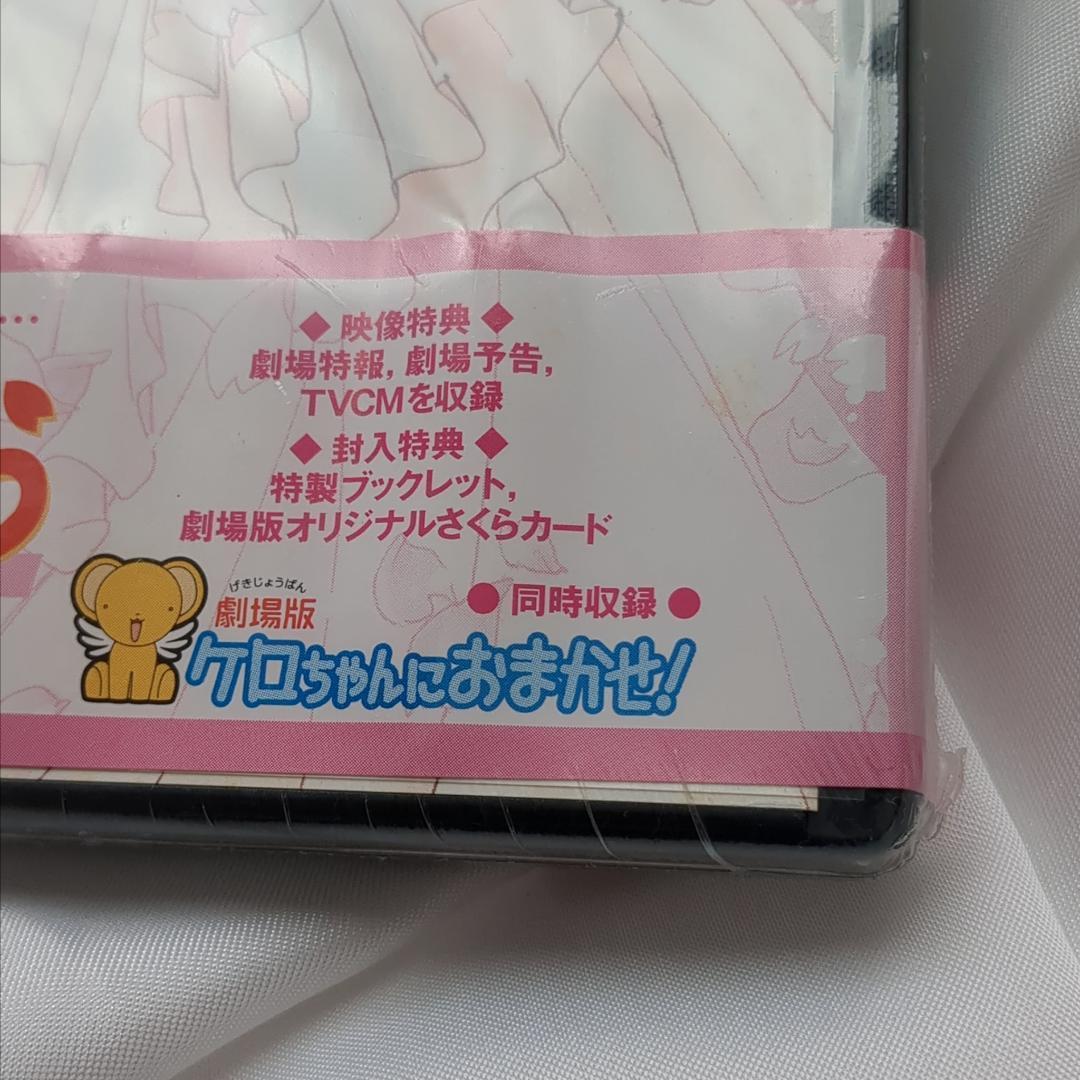 ◆ 映像特典 ◆
劇場特報, 劇場予告,
TVCMを収録
◆ 封入特典 ◆
特製ブックレット,
劇場版オリジナルさくらカード
● 同時収録 ●
げきじょうばん
劇場版
ケロちゃんにおまかせ!